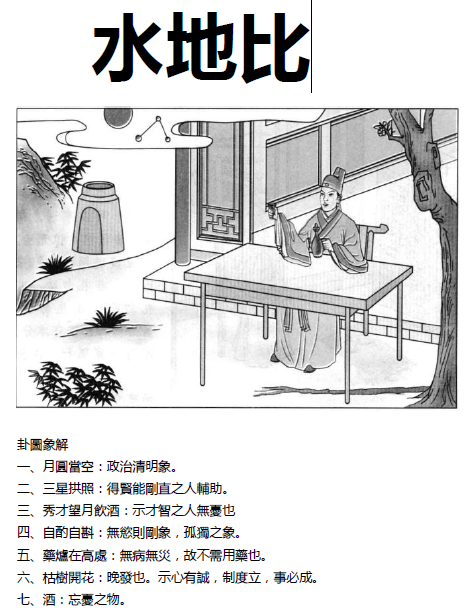 水地比
卦圖象解
一、月圓當空：政治清明象。
二、三星拱照：得賢能剛直之人輔助。
三、秀才望月飲酒：示才智之人無憂也
四、自酌自斟：無慾則剛象，孤獨之象。
五、藥爐在高處：無病無災，故不需用藥也。
六、枯樹開花：晚發也。示心有誠，制度立，事必成。
七、酒：忘憂之物。